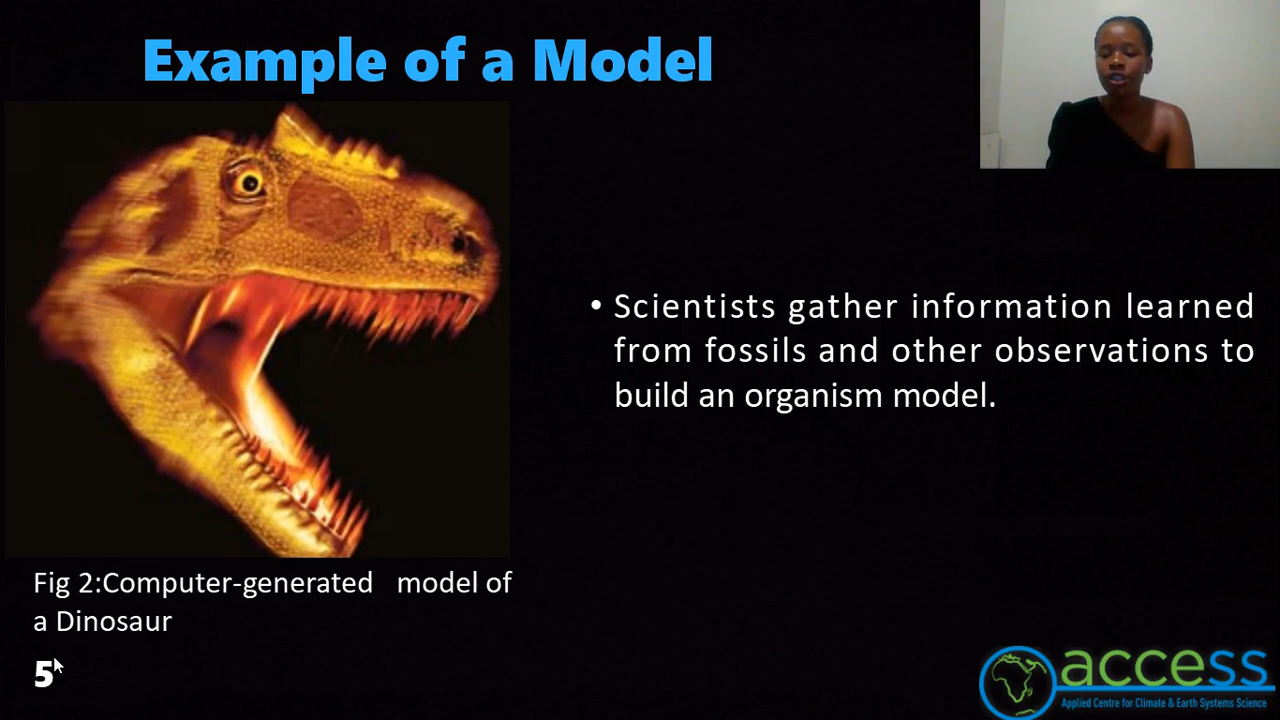 Example of a Model
• Scientists gather information learned
from fossils and other observations to
build an organism model.
Fig 2:Computer-generated model of
a Dinosaur
5
access
Applied Centre for Climate & Earth Systems Science